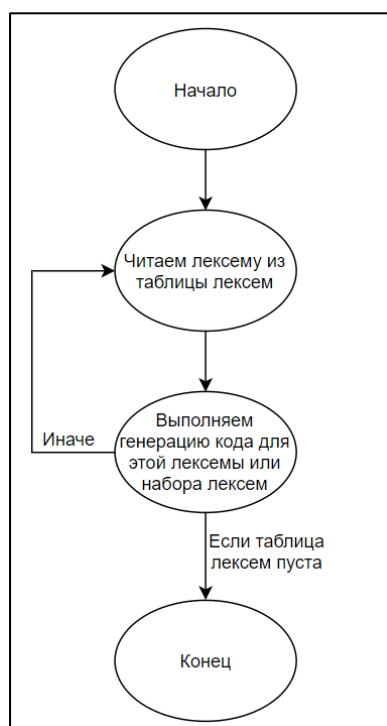 Начало
Читаем лексему из
таблицы лексем
Выполняем
генерацию кода для
этой лексемы или
набора лексем
Иначе
Если таблица
лексем пуста
Конец